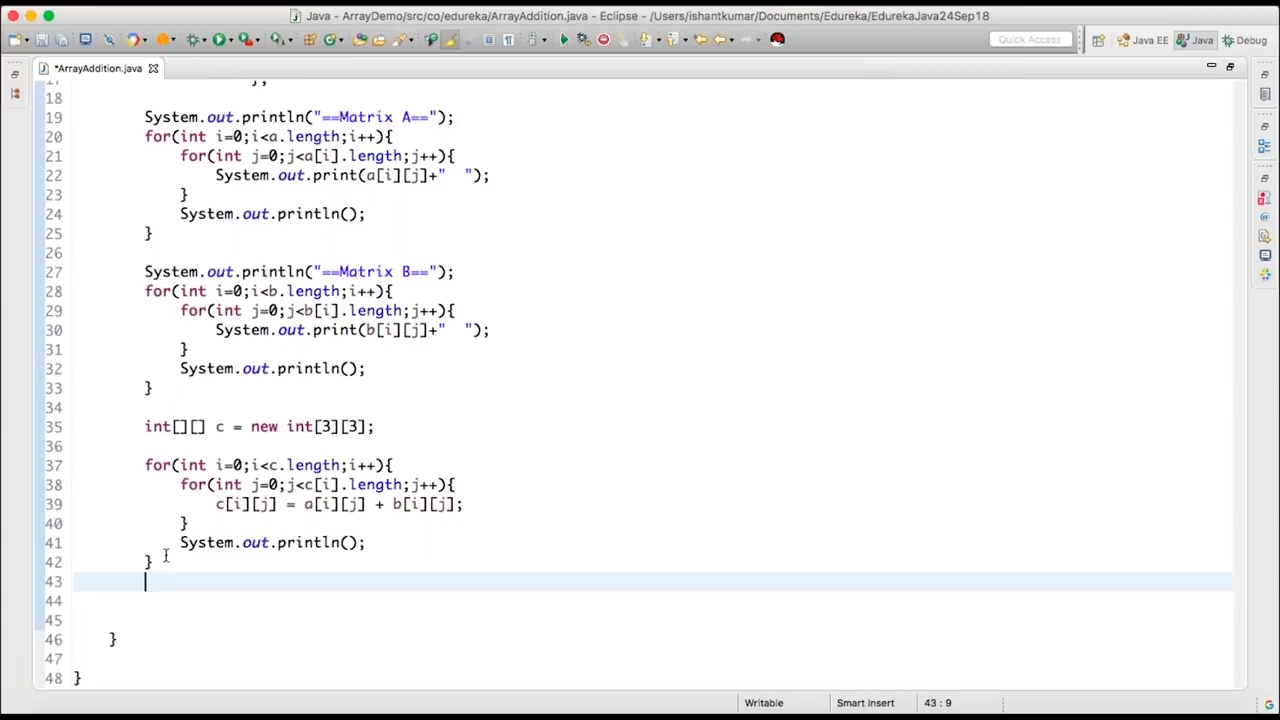 Java - ArrayDemo/src/co/edureka/ArrayAddition.java - Eclipse - /Users/ishantkumar/Documents/Edureka/EdurekaJava24Sep18
Quick Access
Java EE
Java
Debug
*ArrayAddition.java
17 };
18
19 System.out.println("==Matrix A==");
20 for(int i=0;i<a.length;i++){
21 for(int j=0;j<a[i].length;j++){
22 System.out.print(a[i][j]+"  ");
23 }
24 System.out.println();
25 }
26
27 System.out.println("==Matrix B==");
28 for(int i=0;i<b.length;i++){
29 for(int j=0;j<b[i].length;j++){
30 System.out.print(b[i][j]+"  ");
31 }
32 System.out.println();
33 }
34
35 int[][] c = new int[3][3];
36
37 for(int i=0;i<c.length;i++){
38 for(int j=0;j<c[i].length;j++){
39 c[i][j] = a[i][j] + b[i][j];
40 }
41 System.out.println();
42 }
43
44
45
46 }
47
48 }
Writable
Smart Insert
43 : 9